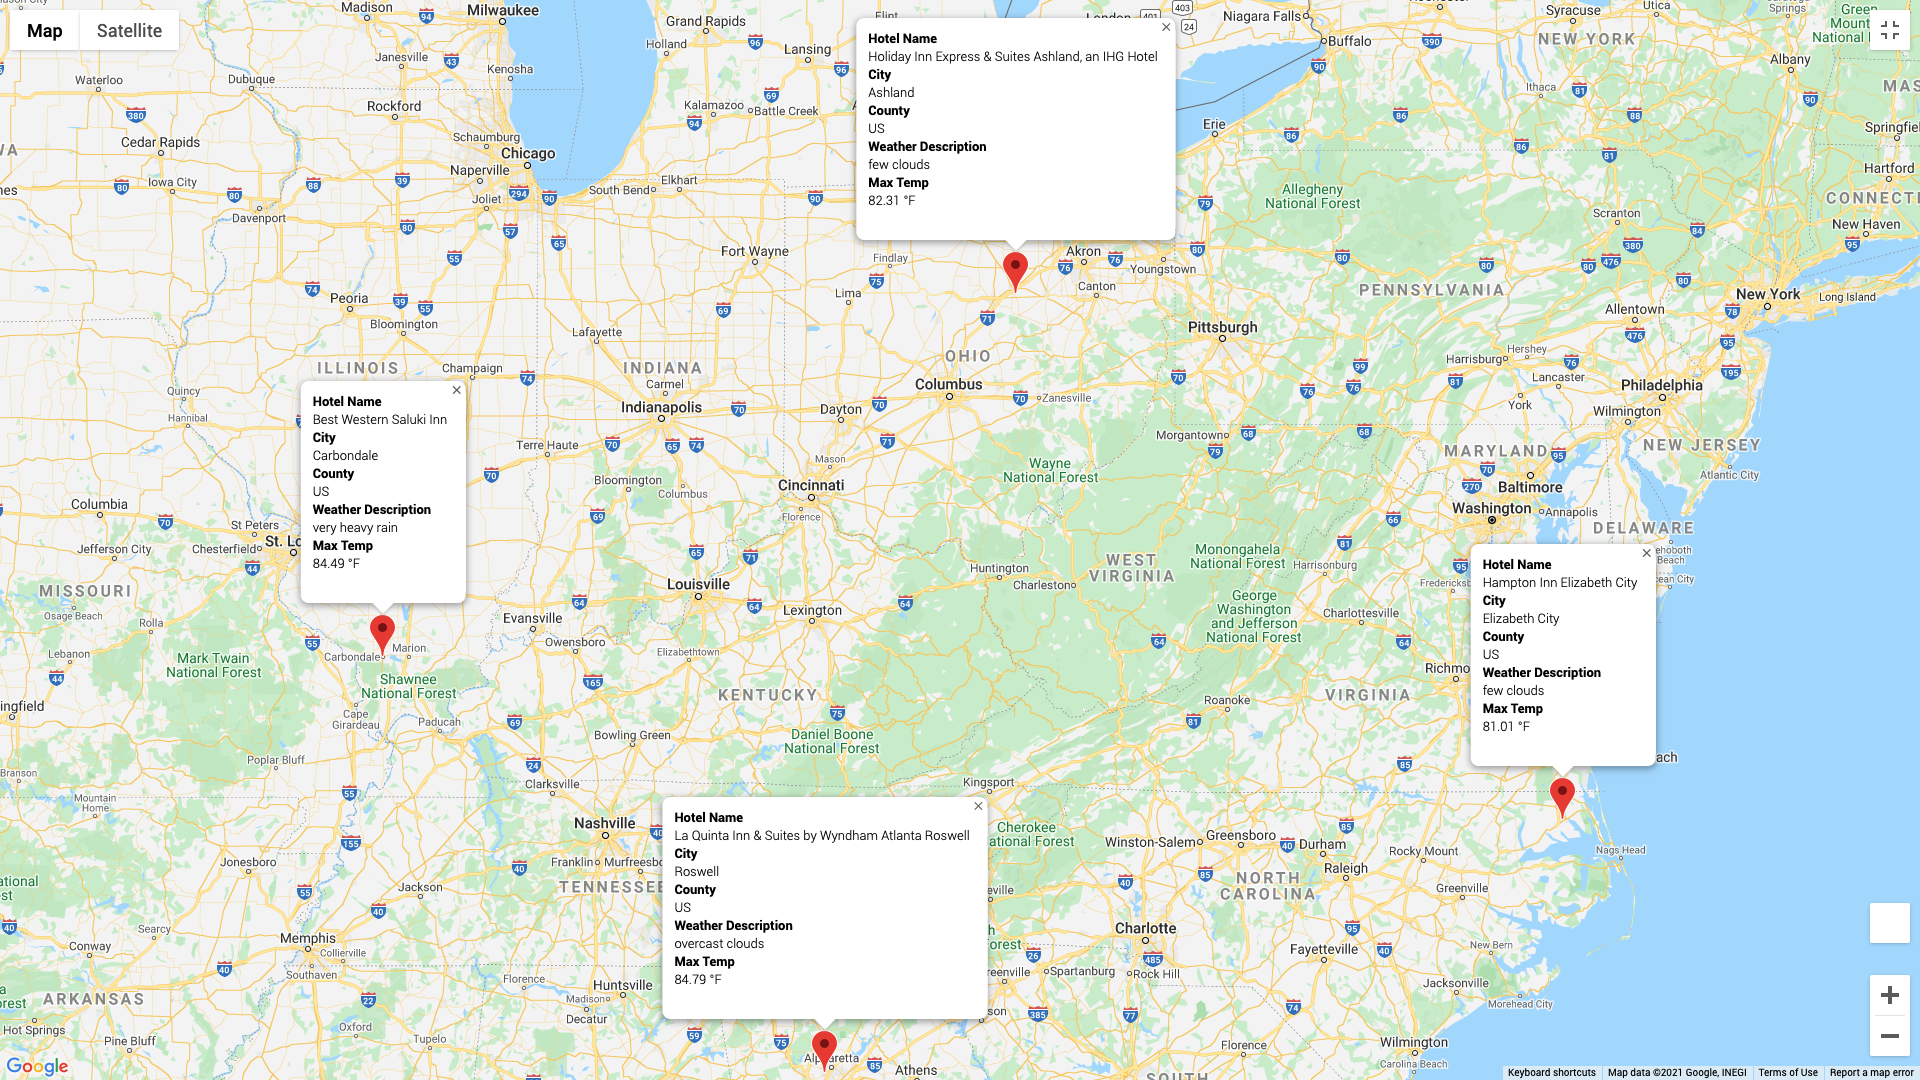 Map
Satellite
Hotel Name
Holiday Inn Express & Suites Ashland, an IHG Hotel
City
Ashland
County
US
Weather Description
few clouds
Max Temp
82.31 °F
Hotel Name
Best Western Saluki Inn
City
Carbondale
County
US
Weather Description
very heavy rain
Max Temp
84.49 °F
Hotel Name
Hampton Inn Elizabeth City
City
Elizabeth City
County
US
Weather Description
few clouds
Max Temp
81.01 °F
Hotel Name
La Quinta Inn & Suites by Wyndham Atlanta Roswell
City
Roswell
County
US
Weather Description
overcast clouds
Max Temp
84.79 °F
Madison
Milwaukee
Grand Rapids
Holland
Lansing
Janesville
Kenosha
Waterloo
Dubuque
Rockford
Kalamazoo
Battle Creek
Cedar Rapids
Schaumburg
Chicago
Naperville
Iowa City
Joliet
South Bend
Elkhart
Davenport
Fort Wayne
Findlay
Akron
Youngstown
Canton
Lima
Peoria
Bloomington
Lafayette
ILLINOIS
Champaign
INDIANA
Carmel
Indianapolis
OHIO
Columbus
Zanesville
Dayton
Quincy
Hannibal
Terre Haute
Mason
Bloomington
Columbus
Cincinnati
Florence
Wayne
National Forest
Columbia
St Peters
Jefferson City
Chesterfield
MISSOURI
Osage Beach
Rolla
Lebanon
Mark Twain
National Forest
Carbondale
Marion
Shawnee
National Forest
Cape
Girardeau
Paducah
Poplar Bluff
Branson
Mountain
Home
Louisville
Lexington
Evansville
Owensboro
Elizabethtown
KENTUCKY
Bowling Green
Daniel Boone
National Forest
Clarksville
Nashville
Franklin
Jonesboro
Jackson
Searcy
Conway
Memphis
Collierville
Southaven
ARKANSAS
Hot Springs
Pine Bluff
Oxford
Tupelo
Florence
Huntsville
Madison
Decatur
Athens
Huntington
Charleston
WEST
VIRGINIA
Monongahela
National Forest
Harrisonburg
George
Washington
and Jefferson
National Forest
Charlottesville
VIRGINIA
Roanoke
Kingsport
Cherokee
Winston-Salem
Greensboro
Durham
Raleigh
Rocky Mount
Nags Head
NORTH
CAROLINA
Greenville
Charlotte
Fayetteville
New Bern
Spartanburg
Rock Hill
Jacksonville
Morehead City
Florence
Wilmington
Carolina Beach
SOUTH
Niagara Falls
Buffalo
Syracuse
Utica
NEW YORK
Albany
Ithaca
Erie
Allegheny
National Forest
Springfie
Hartford
CONNECTI
Scranton
New Haven
PENNSYLVANIA
New York
Long Island
Allentown
Pittsburgh
Hershey
Harrisburg
Lancaster
Philadelphia
York
Wilmington
Morgantown
MARYLAND
NEW JERSEY
Atlantic City
Baltimore
Washington
Annapolis
DELAWARE
Google
Keyboard shortcuts
Map data ©2021 Google, INEGI
Terms of Use
Report a map error